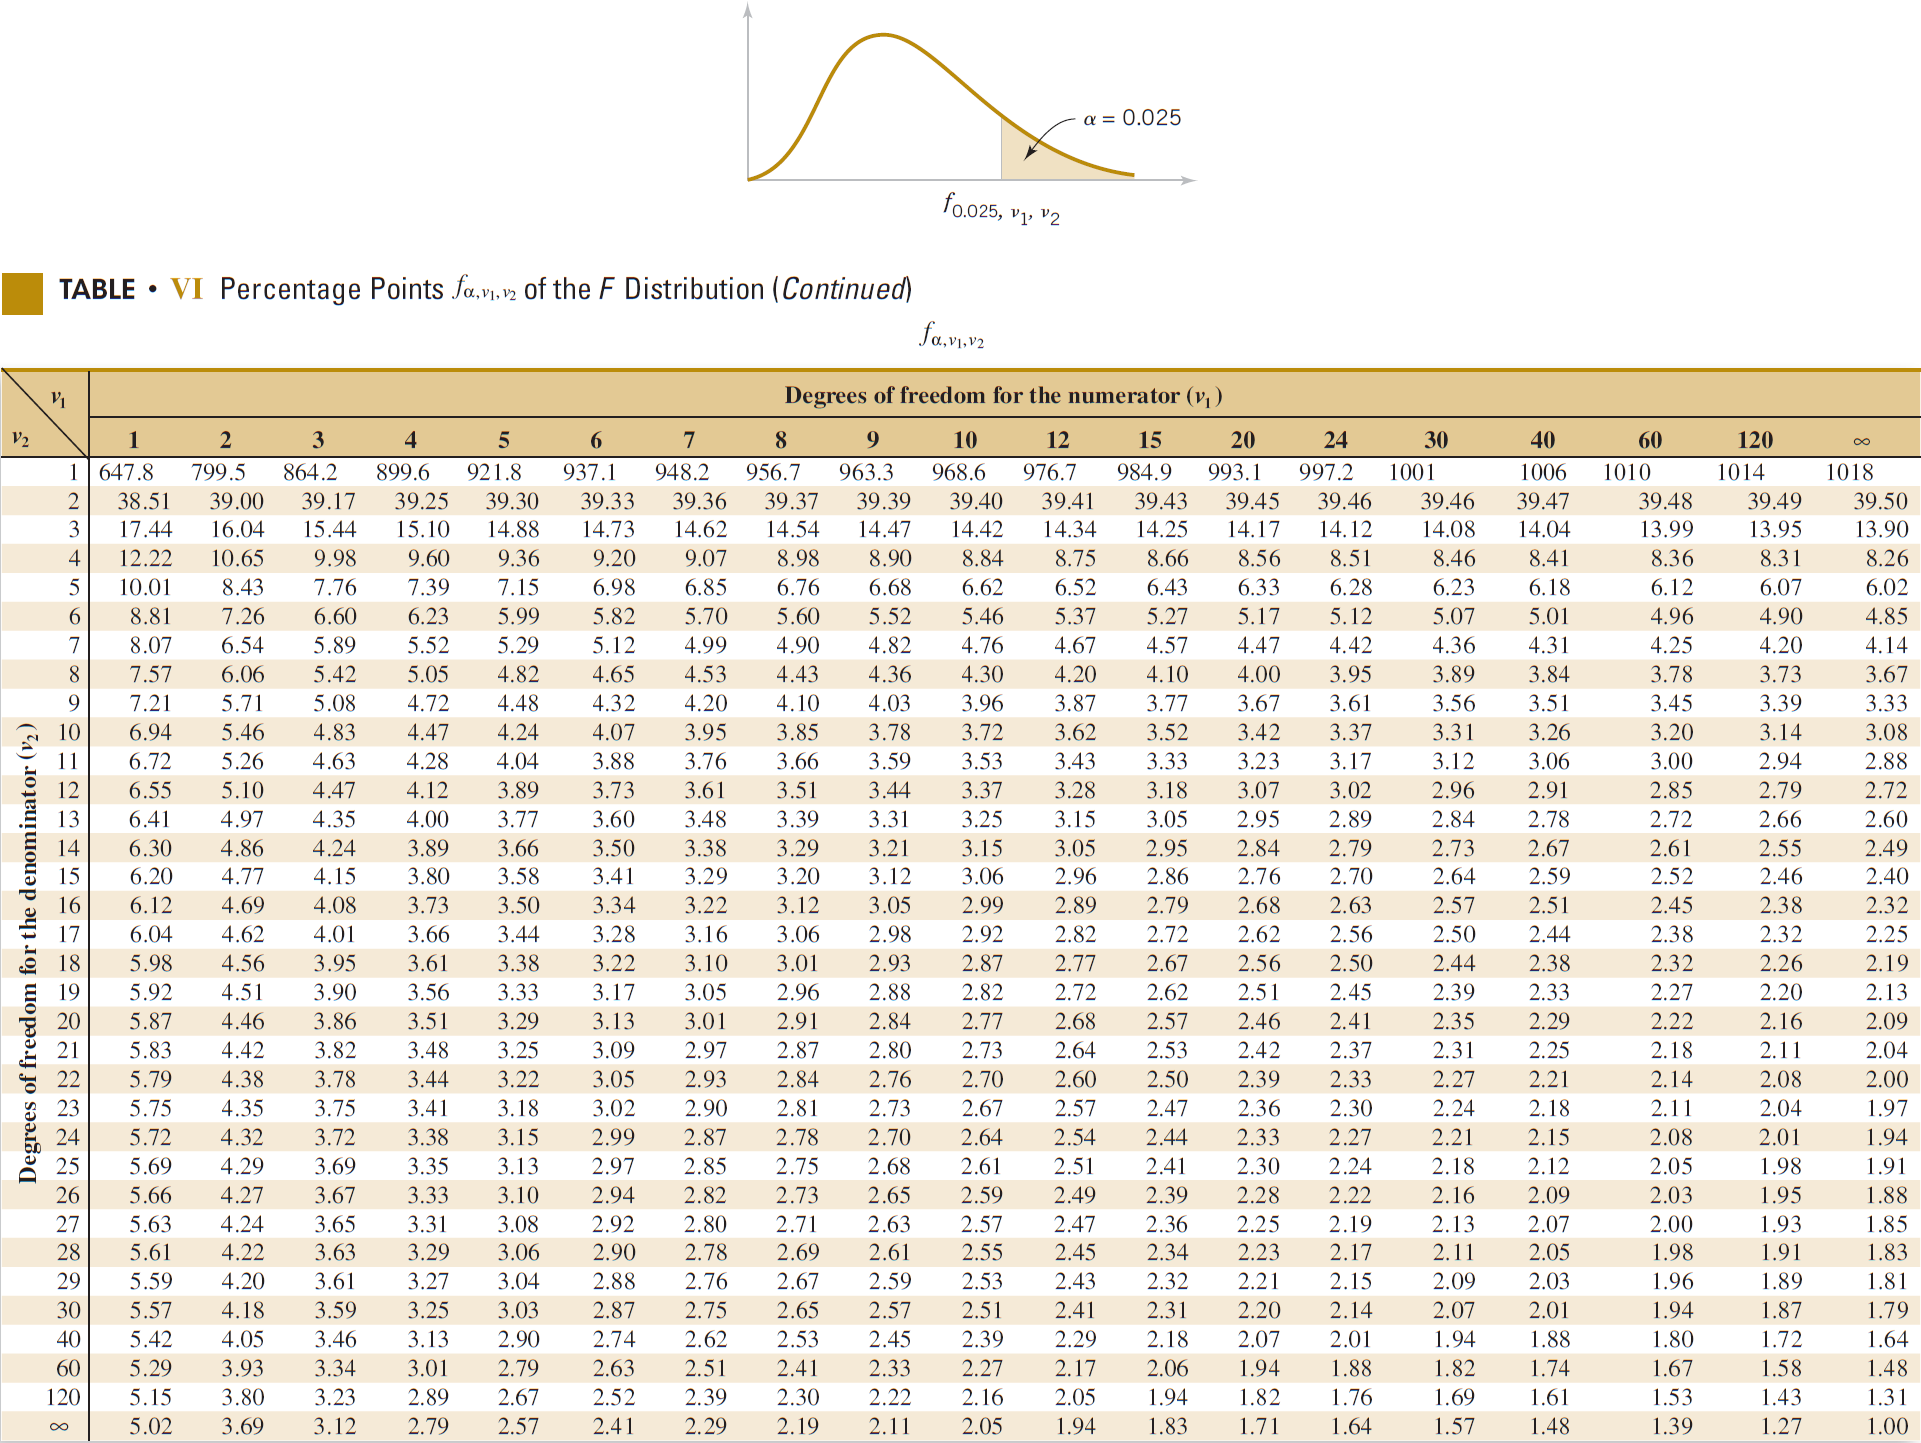 α = 0.025
f0.025, ν1, ν2
TABLE • VI Percentage Points fα,ν1,ν2 of the F Distribution (Continued)
fα,ν1,ν2
ν1 Degrees of freedom for the numerator (ν1)
ν2 1 2 3 4 5 6 7 8 9 10 12 15 20 24 30 40 60 120 ∞
1 647.8 799.5 864.2 899.6 921.8 937.1 948.2 956.7 963.3 968.6 976.7 984.9 993.1 997.2 1001 1006 1010 1014 1018
2 38.51 39.00 39.17 39.25 39.30 39.33 39.36 39.37 39.39 39.40 39.41 39.43 39.45 39.46 39.46 39.47 39.48 39.49 39.50
3 17.44 16.04 15.44 15.10 14.88 14.73 14.62 14.54 14.47 14.42 14.34 14.25 14.17 14.12 14.08 14.04 13.99 13.95 13.90
4 12.22 10.65 9.98 9.60 9.36 9.20 9.07 8.98 8.90 8.84 8.75 8.66 8.56 8.51 8.46 8.41 8.36 8.31 8.26
5 10.01 8.43 7.76 7.39 7.15 6.98 6.85 6.76 6.68 6.62 6.52 6.43 6.33 6.28 6.23 6.18 6.12 6.07 6.02
6 8.81 7.26 6.60 6.23 5.99 5.82 5.70 5.60 5.52 5.46 5.37 5.27 5.17 5.12 5.07 5.01 4.96 4.90 4.85
7 8.07 6.54 5.89 5.52 5.29 5.12 4.99 4.90 4.82 4.76 4.67 4.57 4.47 4.42 4.36 4.31 4.25 4.20 4.14
8 7.57 6.06 5.42 5.05 4.82 4.65 4.53 4.43 4.36 4.30 4.20 4.10 4.00 3.95 3.89 3.84 3.78 3.73 3.67
9 7.21 5.71 5.08 4.72 4.48 4.32 4.20 4.10 4.03 3.96 3.87 3.77 3.67 3.61 3.56 3.51 3.45 3.39 3.33
10 6.94 5.46 4.83 4.47 4.24 4.07 3.95 3.85 3.78 3.72 3.62 3.52 3.42 3.37 3.31 3.26 3.20 3.14 3.08
11 6.72 5.26 4.63 4.28 4.04 3.88 3.76 3.66 3.59 3.53 3.43 3.33 3.23 3.17 3.12 3.06 3.00 2.94 2.88
12 6.55 5.10 4.47 4.12 3.89 3.73 3.61 3.51 3.44 3.37 3.28 3.18 3.07 3.02 2.96 2.91 2.85 2.79 2.72
13 6.41 4.97 4.35 4.00 3.77 3.60 3.48 3.39 3.31 3.25 3.15 3.05 2.95 2.89 2.84 2.78 2.72 2.66 2.60
14 6.30 4.86 4.24 3.89 3.66 3.50 3.38 3.29 3.21 3.15 3.05 2.95 2.84 2.79 2.73 2.67 2.61 2.55 2.49
15 6.20 4.77 4.15 3.80 3.58 3.41 3.29 3.20 3.12 3.06 2.96 2.86 2.76 2.70 2.64 2.59 2.52 2.46 2.40
16 6.12 4.69 4.08 3.73 3.50 3.34 3.22 3.12 3.05 2.99 2.89 2.79 2.68 2.63 2.57 2.51 2.45 2.38 2.32
17 6.04 4.62 4.01 3.66 3.44 3.28 3.16 3.06 2.98 2.92 2.82 2.72 2.62 2.56 2.50 2.44 2.38 2.32 2.25
18 5.98 4.56 3.95 3.61 3.38 3.22 3.10 3.01 2.93 2.87 2.77 2.67 2.56 2.50 2.44 2.38 2.32 2.26 2.19
19 5.92 4.51 3.90 3.56 3.33 3.17 3.05 2.96 2.88 2.82 2.72 2.62 2.51 2.45 2.39 2.33 2.27 2.20 2.13
20 5.87 4.46 3.86 3.51 3.29 3.13 3.01 2.91 2.84 2.77 2.68 2.57 2.46 2.41 2.35 2.29 2.22 2.16 2.09
21 5.83 4.42 3.82 3.48 3.25 3.09 2.97 2.87 2.80 2.73 2.64 2.53 2.42 2.37 2.31 2.25 2.18 2.11 2.04
22 5.79 4.38 3.78 3.44 3.22 3.05 2.93 2.84 2.76 2.70 2.60 2.50 2.39 2.33 2.27 2.21 2.14 2.08 2.00
23 5.75 4.35 3.75 3.41 3.18 3.02 2.90 2.81 2.73 2.67 2.57 2.47 2.36 2.30 2.24 2.18 2.11 2.04 1.97
24 5.72 4.32 3.72 3.38 3.15 2.99 2.87 2.78 2.70 2.64 2.54 2.44 2.33 2.27 2.21 2.15 2.08 2.01 1.94
25 5.69 4.29 3.69 3.35 3.13 2.97 2.85 2.75 2.68 2.61 2.51 2.41 2.30 2.24 2.18 2.12 2.05 1.98 1.91
26 5.66 4.27 3.67 3.33 3.10 2.94 2.82 2.73 2.65 2.59 2.49 2.39 2.28 2.22 2.16 2.09 2.03 1.95 1.88
27 5.63 4.24 3.65 3.31 3.08 2.92 2.80 2.71 2.63 2.57 2.47 2.36 2.25 2.19 2.13 2.07 2.00 1.93 1.85
28 5.61 4.22 3.63 3.29 3.06 2.90 2.78 2.69 2.61 2.55 2.45 2.34 2.23 2.17 2.11 2.05 1.98 1.91 1.83
29 5.59 4.20 3.61 3.27 3.04 2.88 2.76 2.67 2.59 2.53 2.43 2.32 2.21 2.15 2.09 2.03 1.96 1.89 1.81
30 5.57 4.18 3.59 3.25 3.03 2.87 2.75 2.65 2.57 2.51 2.41 2.31 2.20 2.14 2.07 2.01 1.94 1.87 1.79
40 5.42 4.05 3.46 3.13 2.90 2.74 2.62 2.53 2.45 2.39 2.29 2.18 2.07 2.01 1.94 1.88 1.80 1.72 1.64
60 5.29 3.93 3.34 3.01 2.79 2.63 2.51 2.41 2.33 2.27 2.17 2.06 1.94 1.88 1.82 1.74 1.67 1.58 1.48
120 5.15 3.80 3.23 2.89 2.67 2.52 2.39 2.30 2.22 2.16 2.05 1.94 1.82 1.76 1.69 1.61 1.53 1.43 1.31
∞ 5.02 3.69 3.12 2.79 2.57 2.41 2.29 2.19 2.11 2.05 1.94 1.83 1.71 1.64 1.57 1.48 1.39 1.27 1.00
Degrees of freedom for the denominator (ν2)